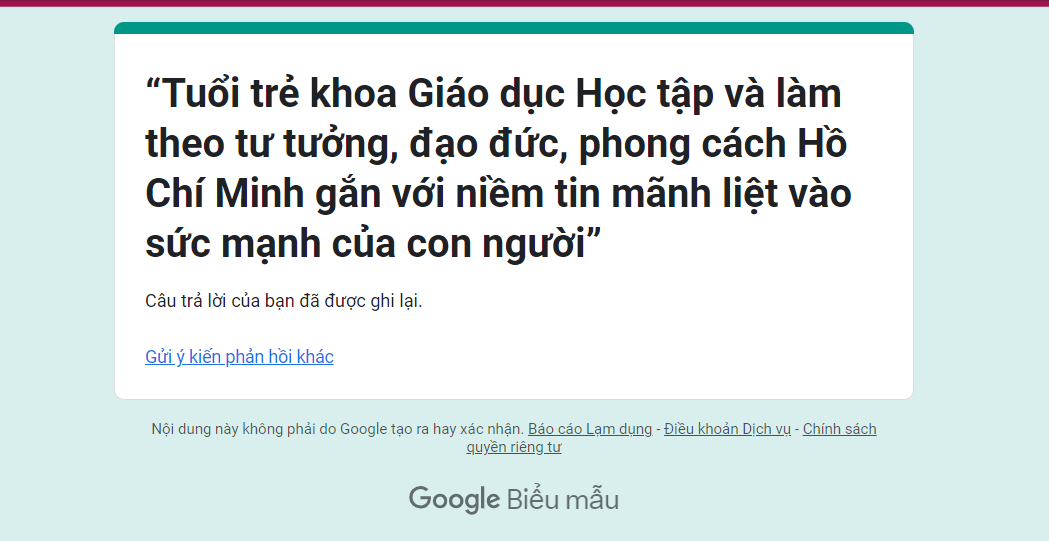 “Tuổi trẻ khoa Giáo dục Học tập và làm
theo tư tưởng, đạo đức, phong cách Hồ
Chí Minh gắn với niềm tin mãnh liệt vào
sức mạnh của con người”
Câu trả lời của bạn đã được ghi lại.
Gửi ý kiến phản hồi khác
Nội dung này không phải do Google tạo ra hay xác nhận. Báo cáo Lạm dụng - Điều khoản Dịch vụ - Chính sách
quyền riêng tư
Google Biểu mẫu